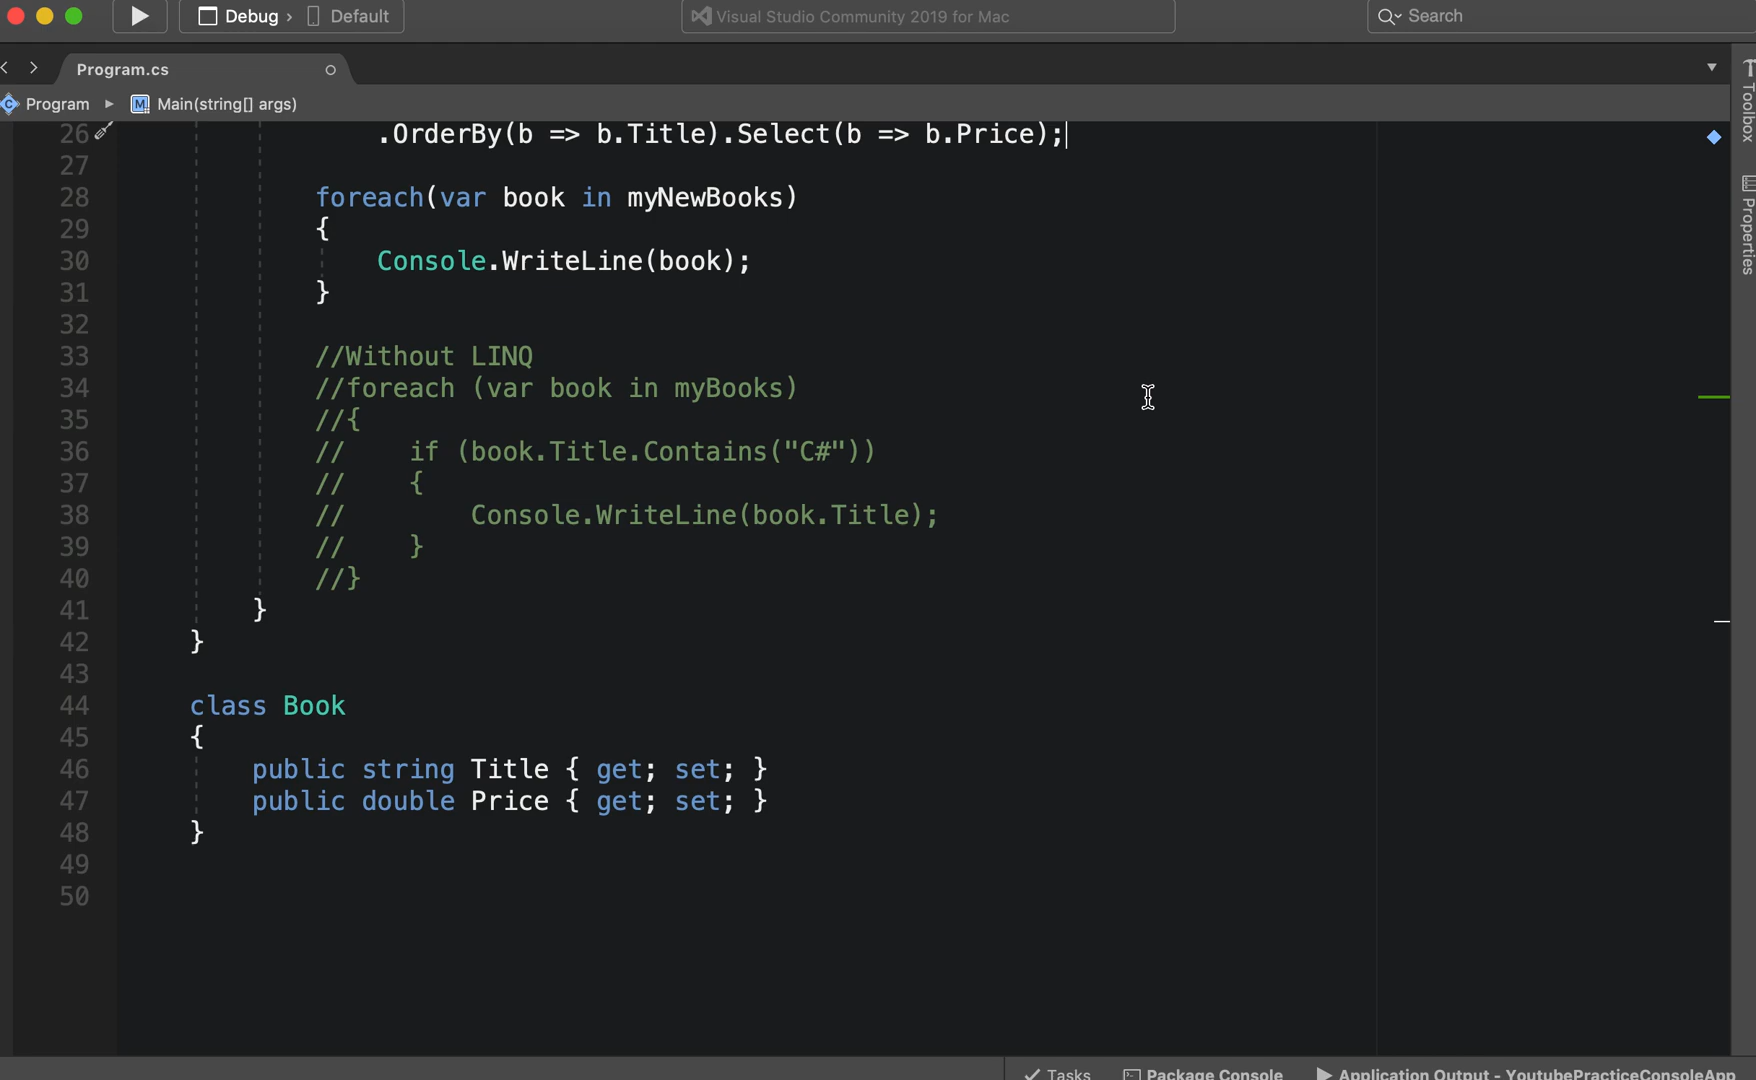 Debug › Default
Visual Studio Community 2019 for Mac
Search
Program.cs
Program ▸ Main(string[] args)
26 .OrderBy(b => b.Title).Select(b => b.Price);
27
28 foreach(var book in myNewBooks)
29 {
30 Console.WriteLine(book);
31 }
32
33 //Without LINQ
34 //foreach (var book in myBooks)
35 //{
36 // if (book.Title.Contains("C#"))
37 // {
38 // Console.WriteLine(book.Title);
39 // }
40 //}
41 }
42 }
43
44 class Book
45 {
46 public string Title { get; set; }
47 public double Price { get; set; }
48 }
49
50
Toolbox
Properties
Tasks Package Console Application Output - YoutubePracticeConsoleApp